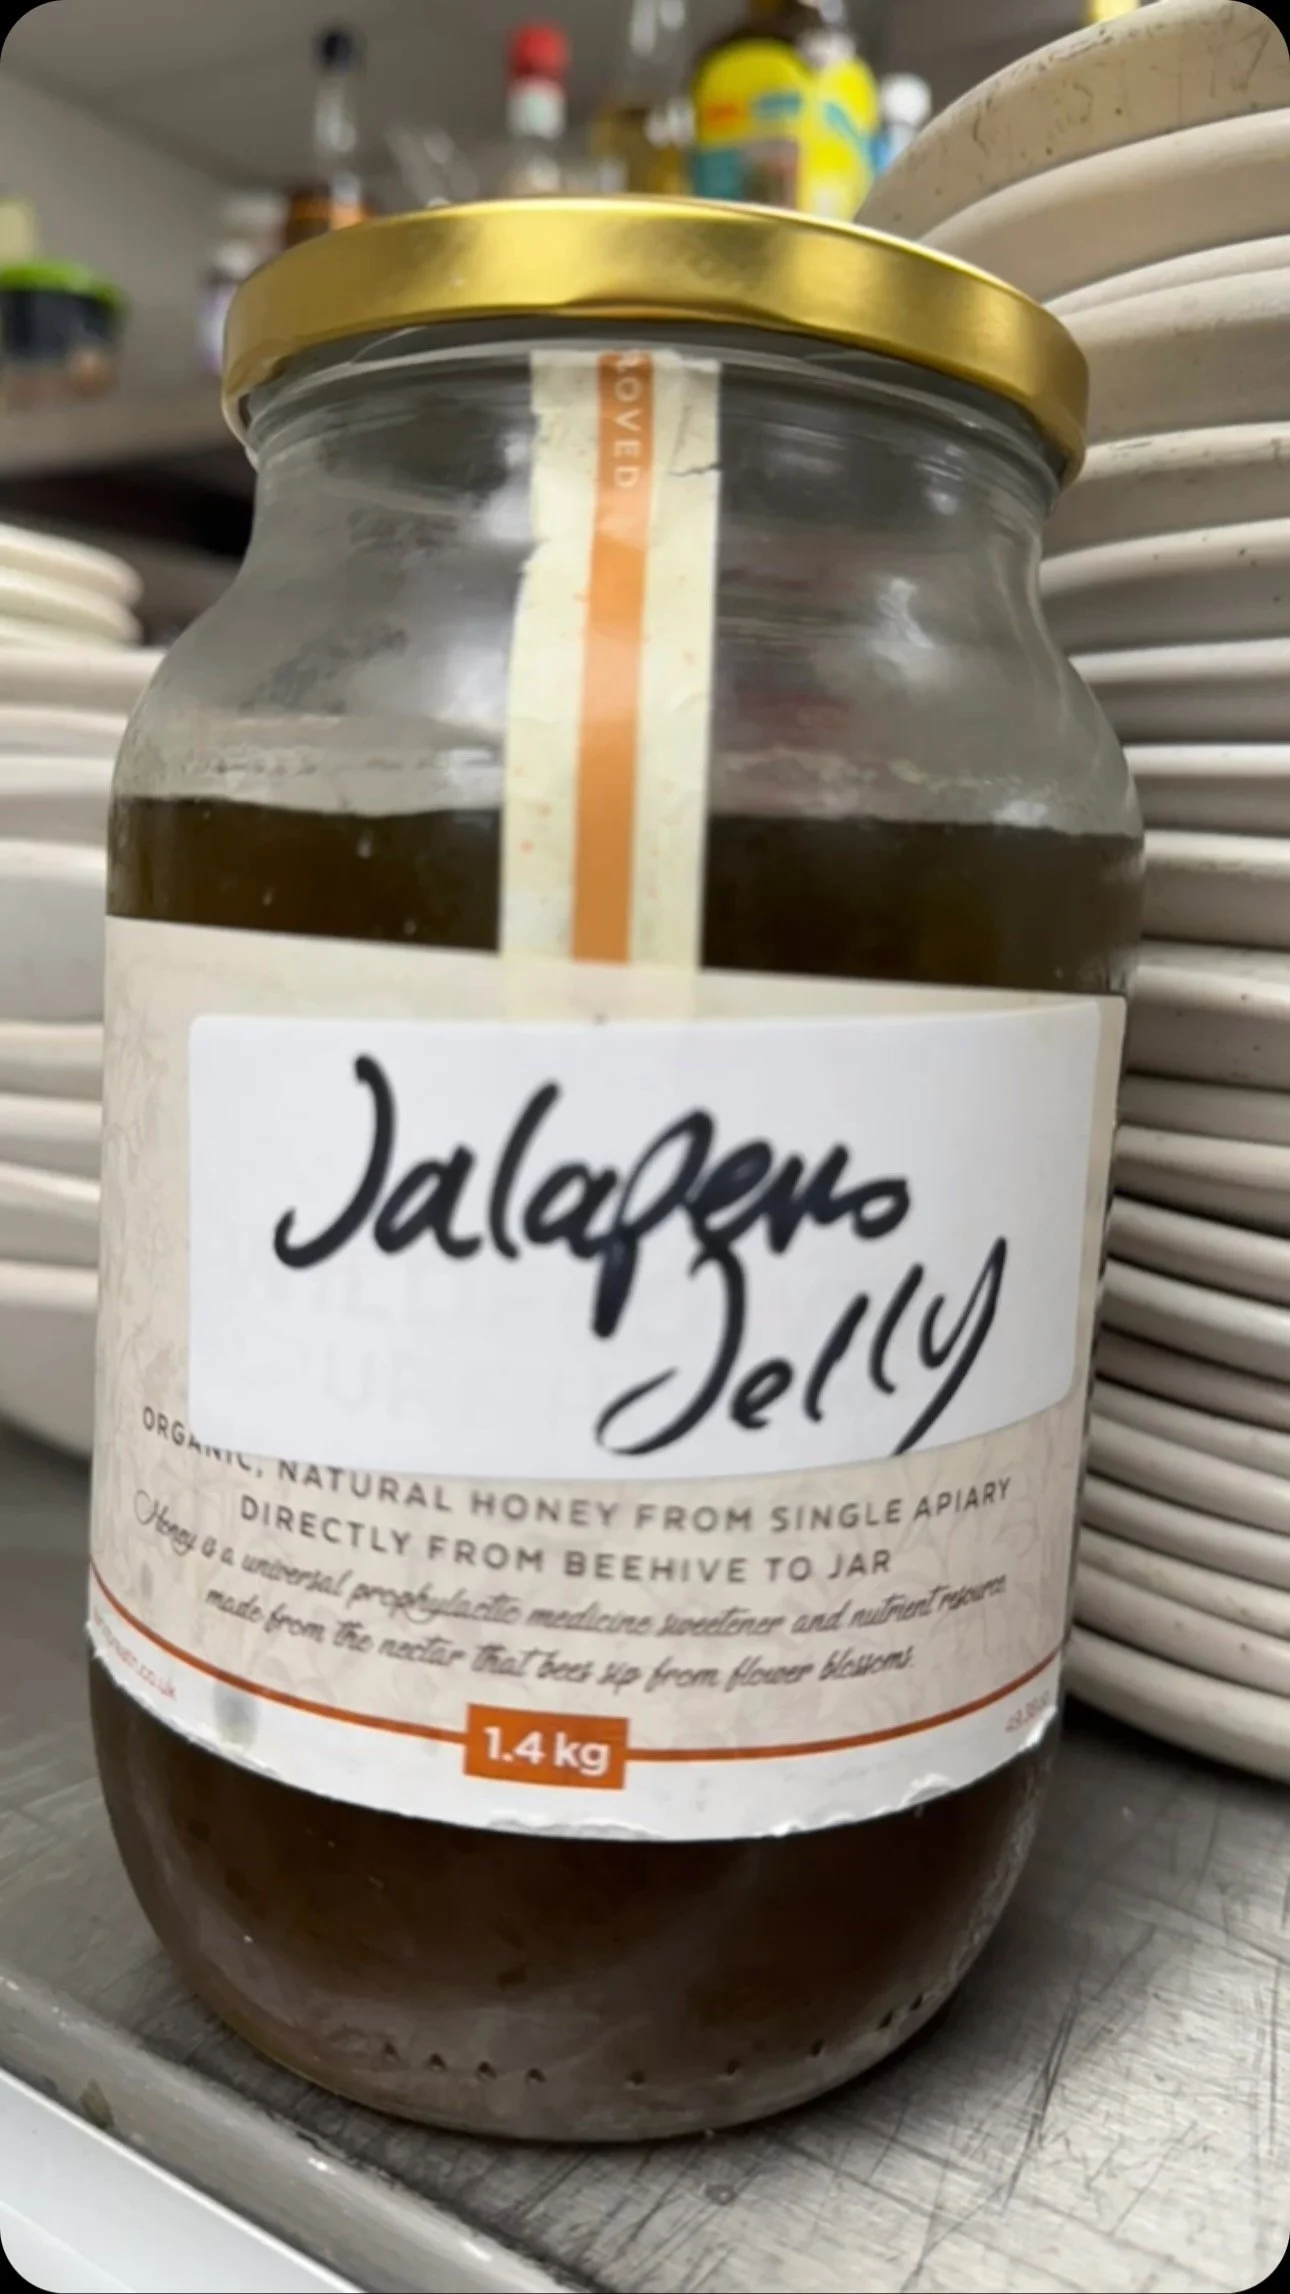 OVED
Jalapeno
Jelly
ORGANIC, NATURAL HONEY FROM SINGLE APIARY
DIRECTLY FROM BEEHIVE TO JAR
Honey is a universal prophylactic medicine sweetener and nutrient resource,
made from the nectar that bees sip from flower blossoms.
1.4 kg